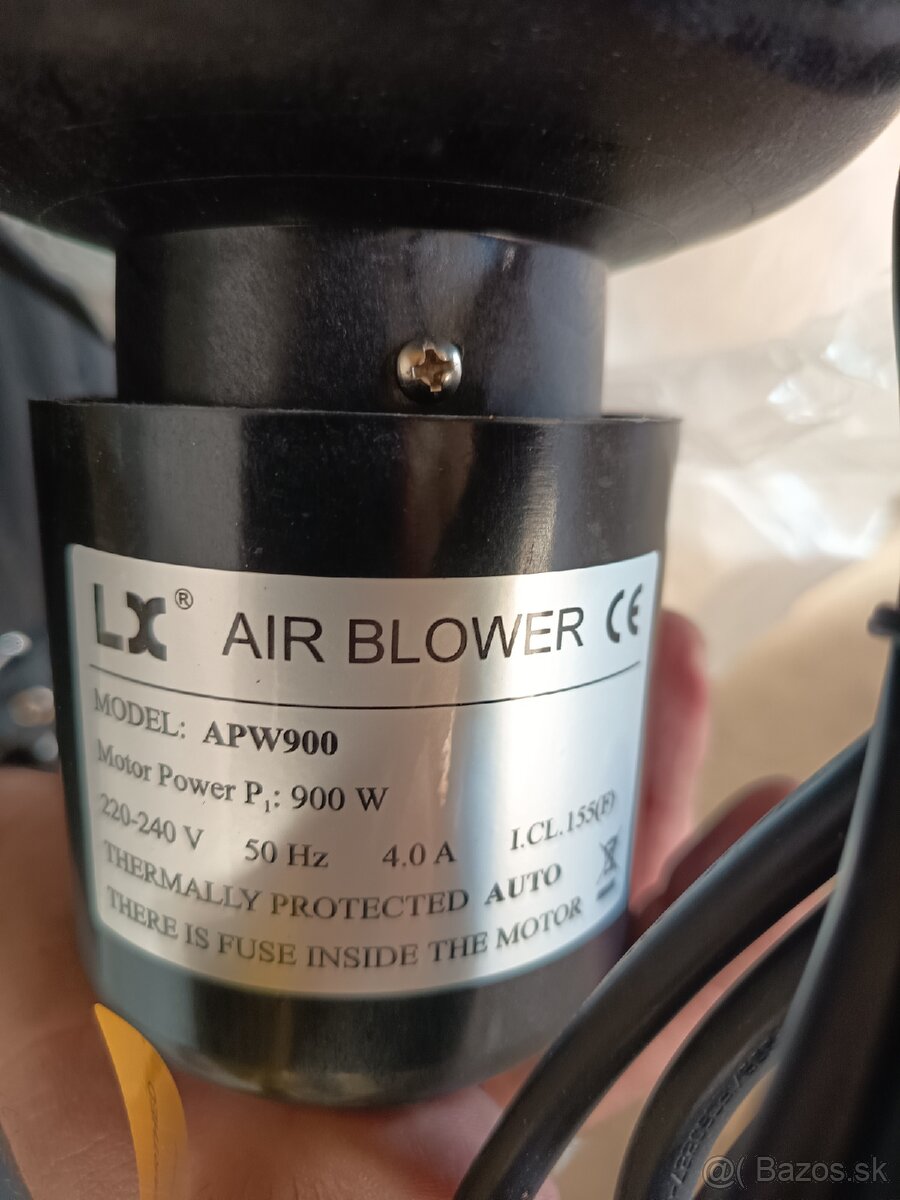 LX® AIR BLOWER CE
MODEL: APW900
Motor Power P₁: 900 W
220-240 V 50 Hz 4.0 A I.CL.155(F)
THERMALLY PROTECTED AUTO
THERE IS FUSE INSIDE THE MOTOR
@( Bazos.sk